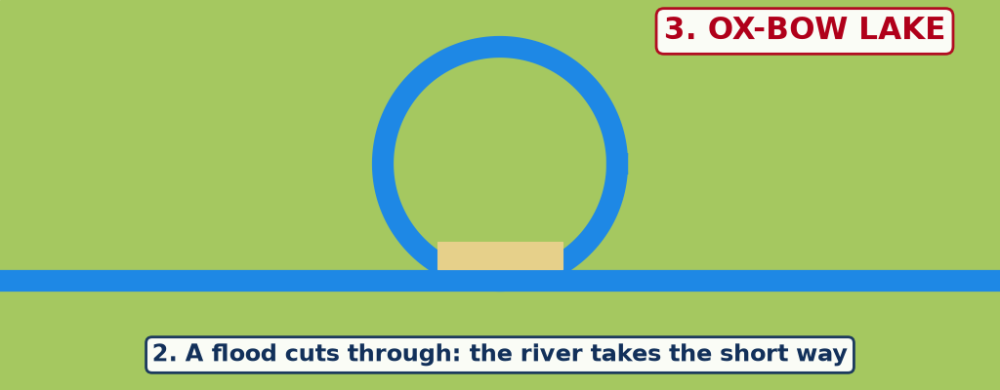 3. OX-BOW LAKE
2. A flood cuts through: the river takes the short way